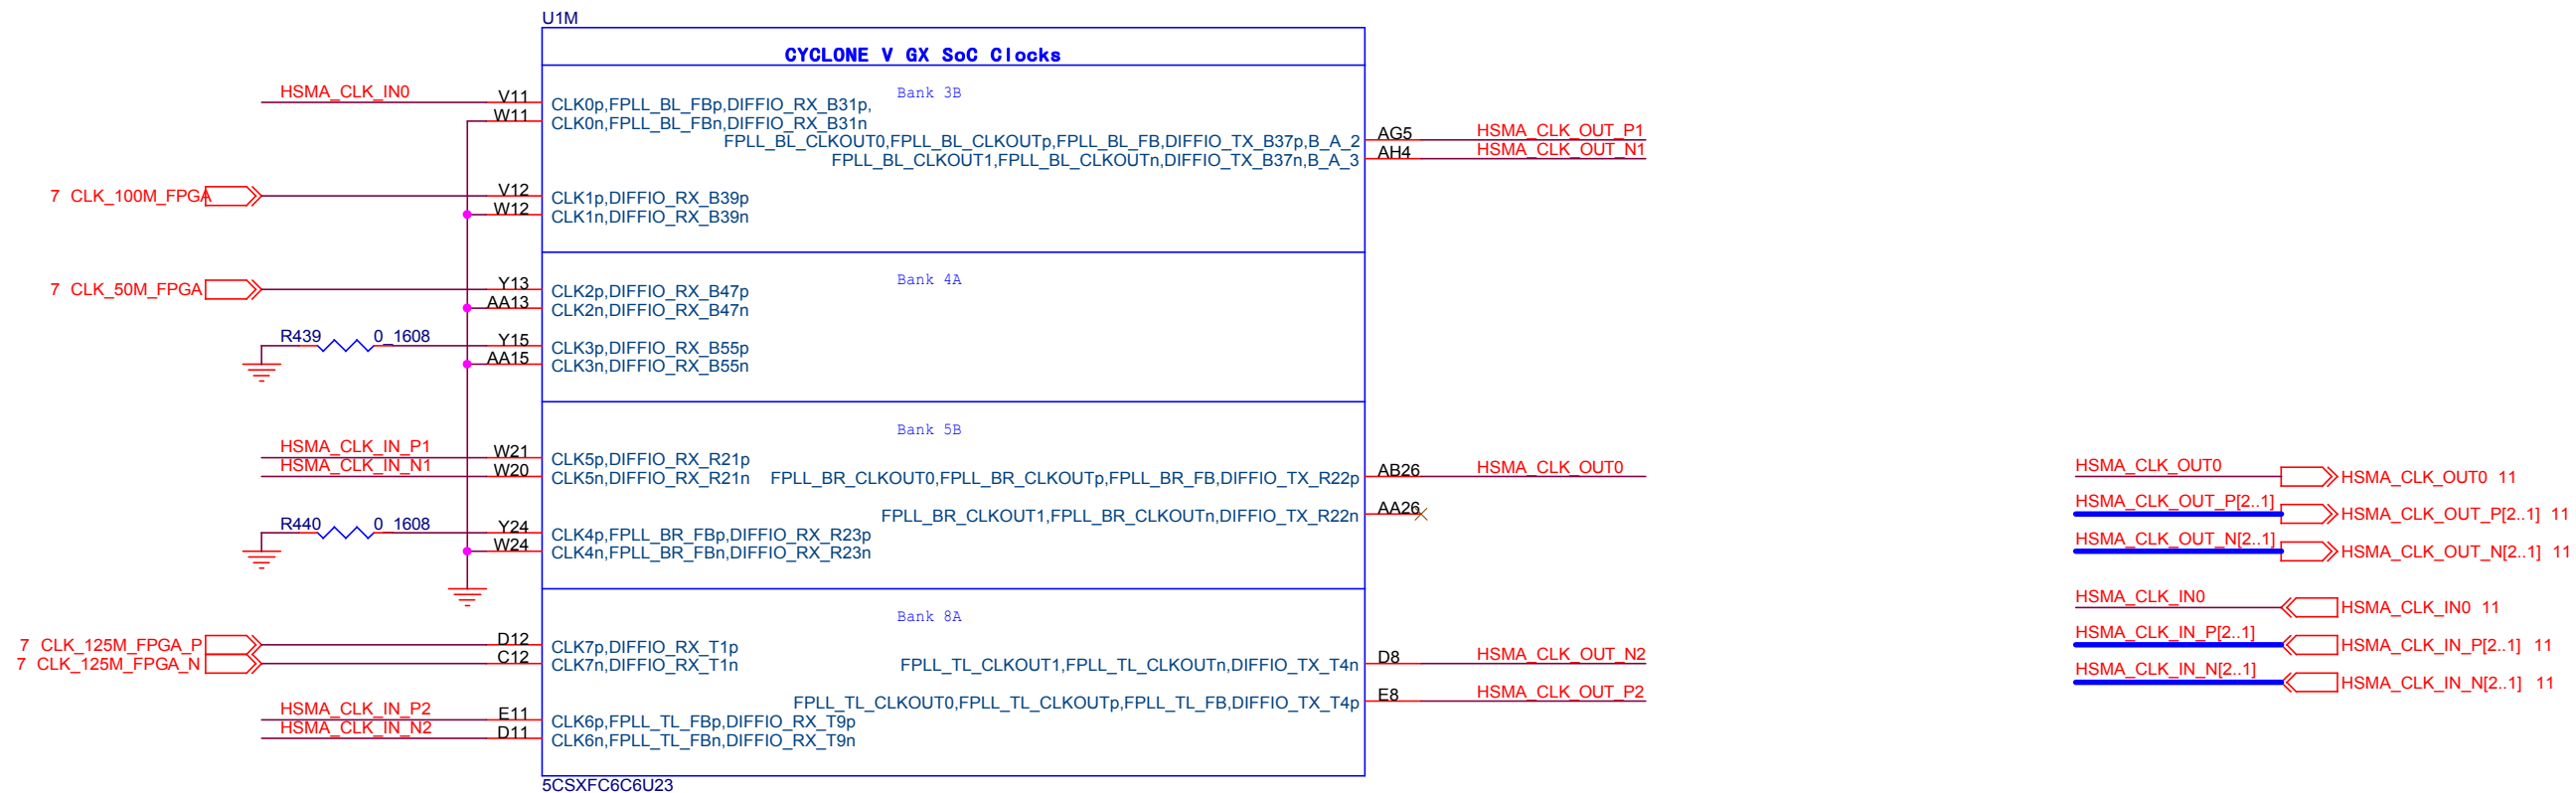 U1M
CYCLONE V GX SoC Clocks
Bank 3B
HSMA_CLK_IN0 V11 CLK0p,FPLL_BL_FBp,DIFFIO_RX_B31p,
W11 CLK0n,FPLL_BL_FBn,DIFFIO_RX_B31n
FPLL_BL_CLKOUT0,FPLL_BL_CLKOUTp,FPLL_BL_FB,DIFFIO_TX_B37p,B_A_2 AG5 HSMA_CLK_OUT_P1
FPLL_BL_CLKOUT1,FPLL_BL_CLKOUTn,DIFFIO_TX_B37n,B_A_3 AH4 HSMA_CLK_OUT_N1
7 CLK_100M_FPGA V12 CLK1p,DIFFIO_RX_B39p
W12 CLK1n,DIFFIO_RX_B39n
Bank 4A
7 CLK_50M_FPGA Y13 CLK2p,DIFFIO_RX_B47p
AA13 CLK2n,DIFFIO_RX_B47n
R439 0_1608 Y15 CLK3p,DIFFIO_RX_B55p
AA15 CLK3n,DIFFIO_RX_B55n
Bank 5B
HSMA_CLK_IN_P1 W21 CLK5p,DIFFIO_RX_R21p
HSMA_CLK_IN_N1 W20 CLK5n,DIFFIO_RX_R21n FPLL_BR_CLKOUT0,FPLL_BR_CLKOUTp,FPLL_BR_FB,DIFFIO_TX_R22p AB26 HSMA_CLK_OUT0
FPLL_BR_CLKOUT1,FPLL_BR_CLKOUTn,DIFFIO_TX_R22n AA26
R440 0_1608 Y24 CLK4p,FPLL_BR_FBp,DIFFIO_RX_R23p
W24 CLK4n,FPLL_BR_FBn,DIFFIO_RX_R23n
Bank 8A
7 CLK_125M_FPGA_P D12 CLK7p,DIFFIO_RX_T1p
7 CLK_125M_FPGA_N C12 CLK7n,DIFFIO_RX_T1n FPLL_TL_CLKOUT1,FPLL_TL_CLKOUTn,DIFFIO_TX_T4n D8 HSMA_CLK_OUT_N2
FPLL_TL_CLKOUT0,FPLL_TL_CLKOUTp,FPLL_TL_FB,DIFFIO_TX_T4p E8 HSMA_CLK_OUT_P2
HSMA_CLK_IN_P2 E11 CLK6p,FPLL_TL_FBp,DIFFIO_RX_T9p
HSMA_CLK_IN_N2 D11 CLK6n,FPLL_TL_FBn,DIFFIO_RX_T9n
5CSXFC6C6U23
HSMA_CLK_OUT0 HSMA_CLK_OUT0 11
HSMA_CLK_OUT_P[2..1] HSMA_CLK_OUT_P[2..1] 11
HSMA_CLK_OUT_N[2..1] HSMA_CLK_OUT_N[2..1] 11
HSMA_CLK_IN0 HSMA_CLK_IN0 11
HSMA_CLK_IN_P[2..1] HSMA_CLK_IN_P[2..1] 11
HSMA_CLK_IN_N[2..1] HSMA_CLK_IN_N[2..1] 11